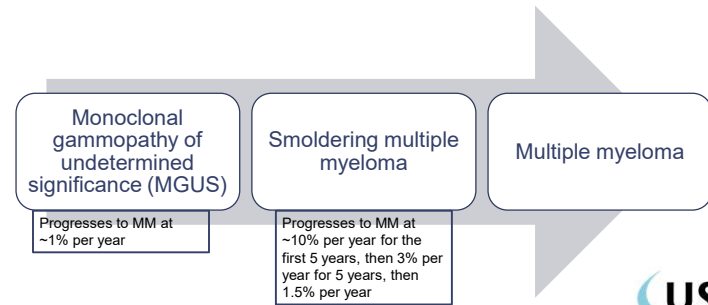 Monoclonal
gammopathy of
undetermined
significance (MGUS)
Smoldering multiple
myeloma
Multiple myeloma
Progresses to MM at
~1% per year
Progresses to MM at
~10% per year for the
first 5 years, then 3% per
year for 5 years, then
1.5% per year